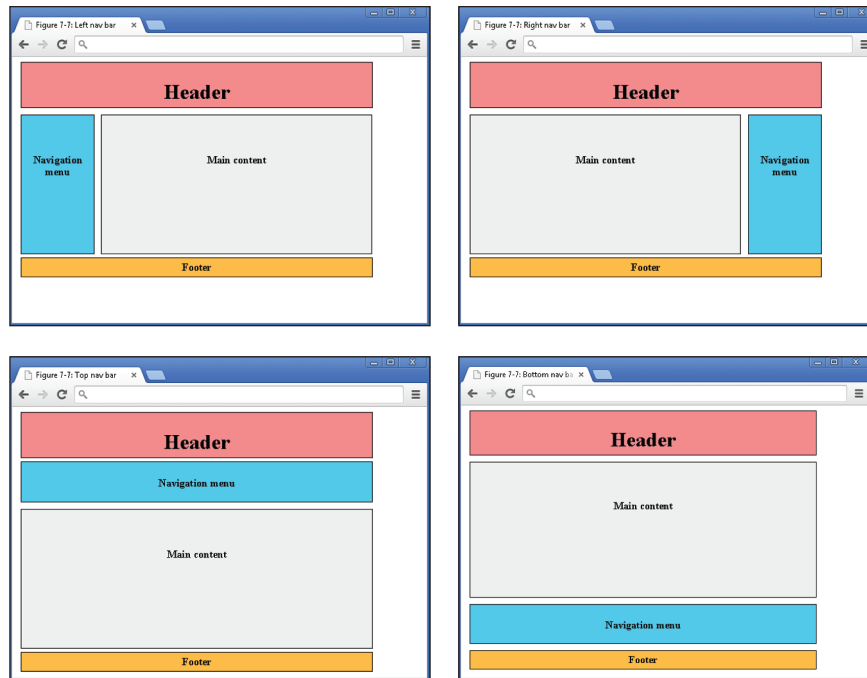 Figure 7-7: Left nav bar
Header
Navigation
menu
Main content
Footer
Figure 7-7: Right nav bar
Header
Main content
Navigation
menu
Footer
Figure 7-7: Top nav bar
Header
Navigation menu
Main content
Footer
Figure 7-7: Bottom nav ba
Header
Main content
Navigation menu
Footer